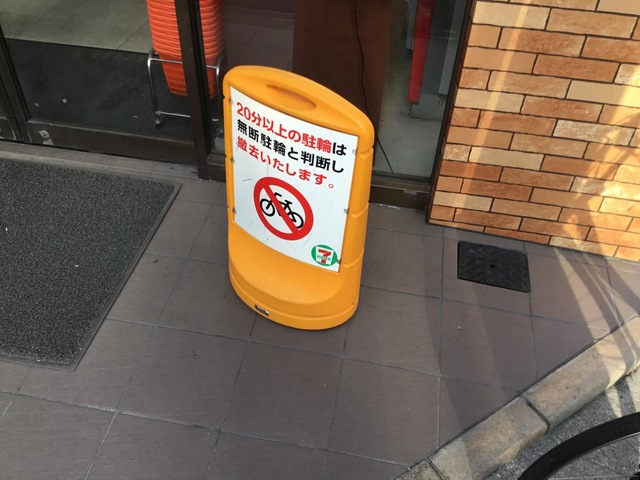 20分以上の駐輪は
無断駐輪と判断し
撤去いたします。
7